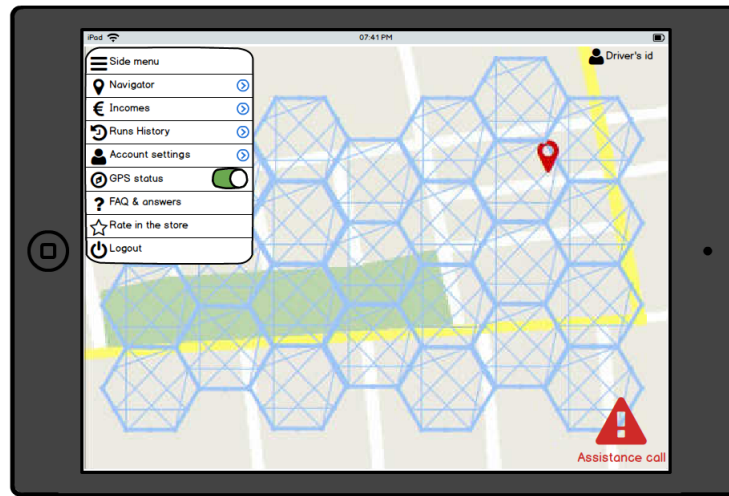 iPod
07:41 PM
Side menu
Driver's id
Navigator
€ Incomes
Runs History
Account settings
GPS status
? FAQ & answers
Rate in the store
Logout
Assistance call